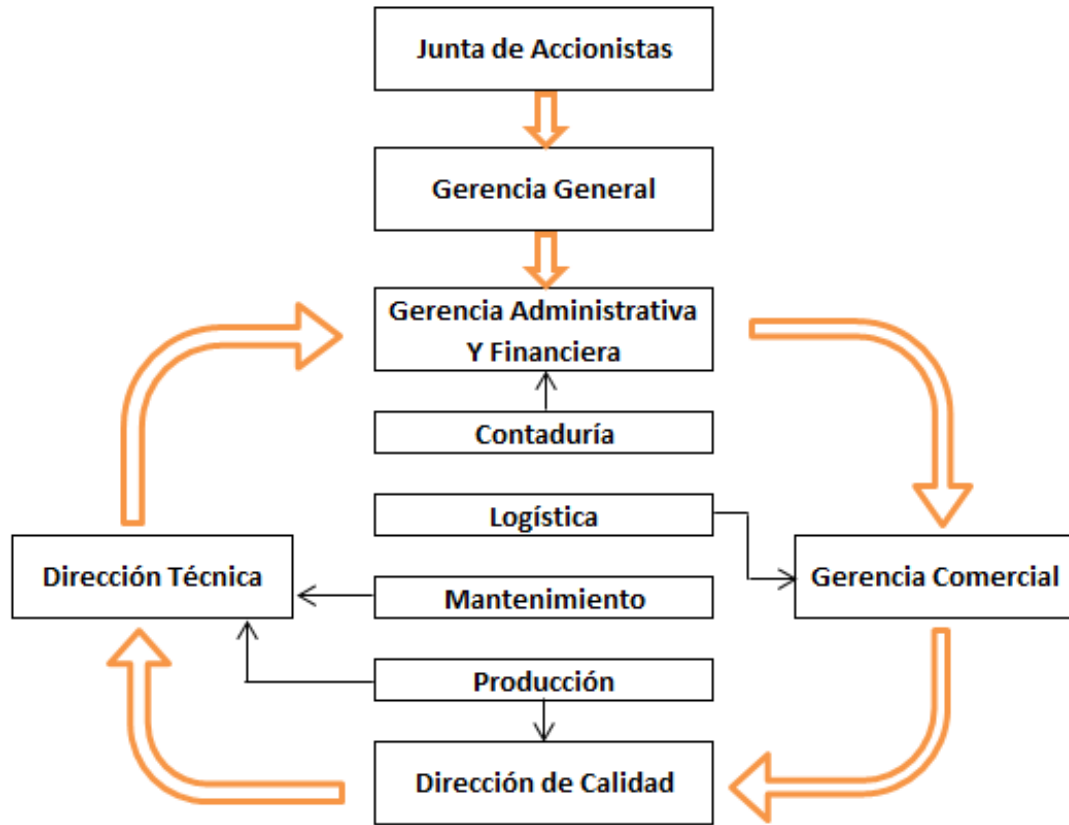 Junta de Accionistas
Gerencia General
Gerencia Administrativa
Y Financiera
Contaduría
Logística
Dirección Técnica
Mantenimiento
Gerencia Comercial
Producción
Dirección de Calidad